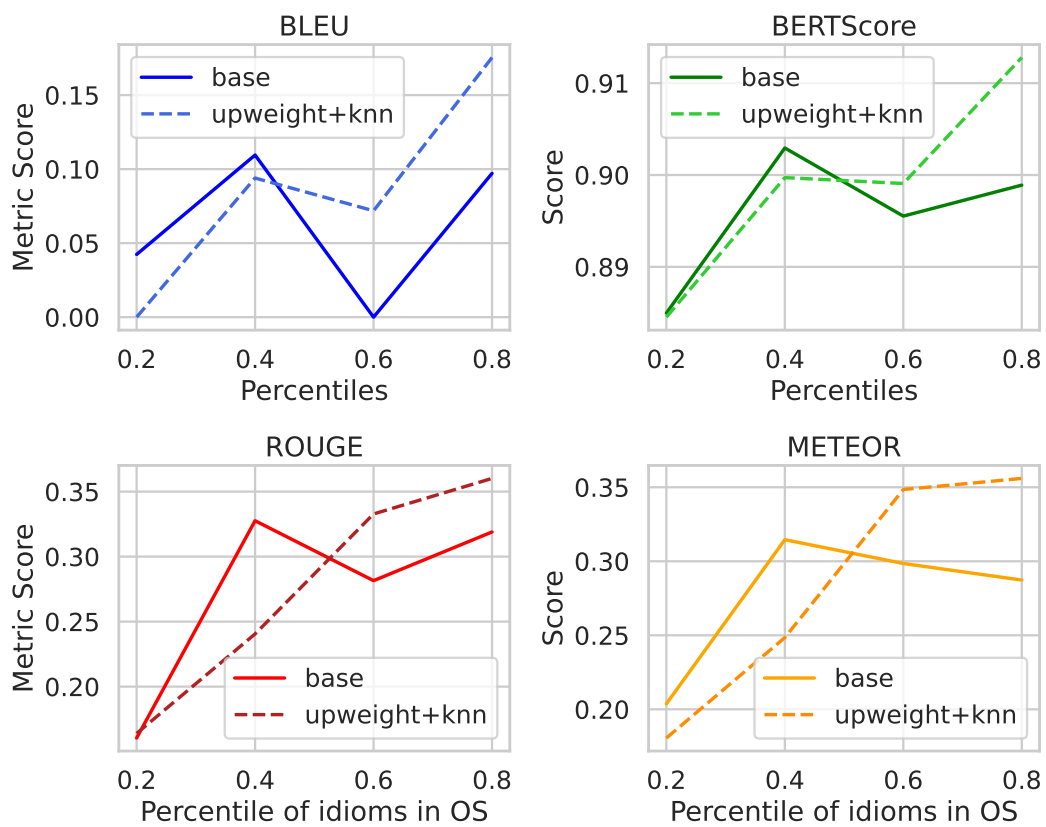 BLEU
Metric Score
0.15
0.10
0.05
0.00
base
upweight+knn
0.2 0.4 0.6 0.8
Percentiles
BERTScore
Score
0.91
0.90
0.89
base
upweight+knn
0.2 0.4 0.6 0.8
Percentiles
ROUGE
Metric Score
0.35
0.30
0.25
0.20
base
upweight+knn
0.2 0.4 0.6 0.8
Percentile of idioms in OS
METEOR
Score
0.35
0.30
0.25
0.20
base
upweight+knn
0.2 0.4 0.6 0.8
Percentile of idioms in OS